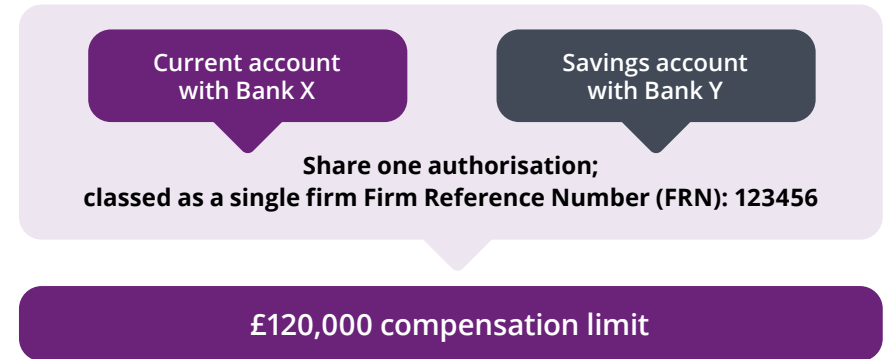 Current account
with Bank X
Savings account
with Bank Y
Share one authorisation;
classed as a single firm Firm Reference Number (FRN): 123456
£120,000 compensation limit